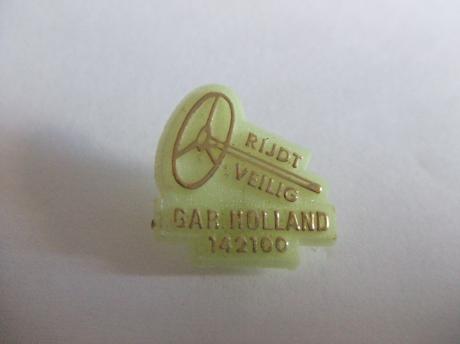 RIJDT
VEILIG
GAR. HOLLAND
142100